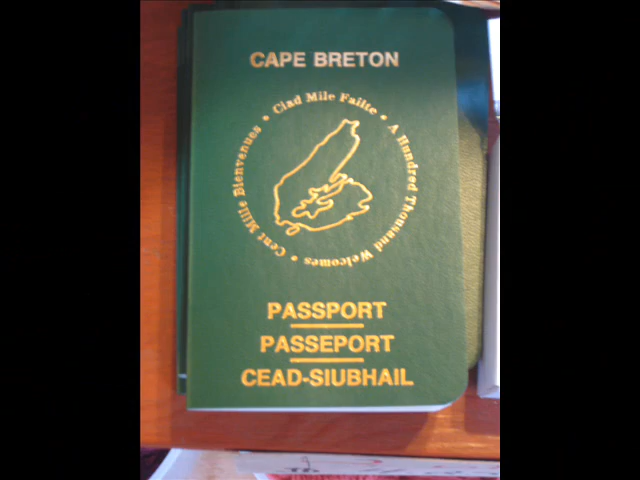 CAPE BRETON
Ciad Mile Failte • A Hundred Thousand Welcomes • Cent Mille Bienvenues •
PASSPORT
PASSEPORT
CEAD-SIUBHAIL